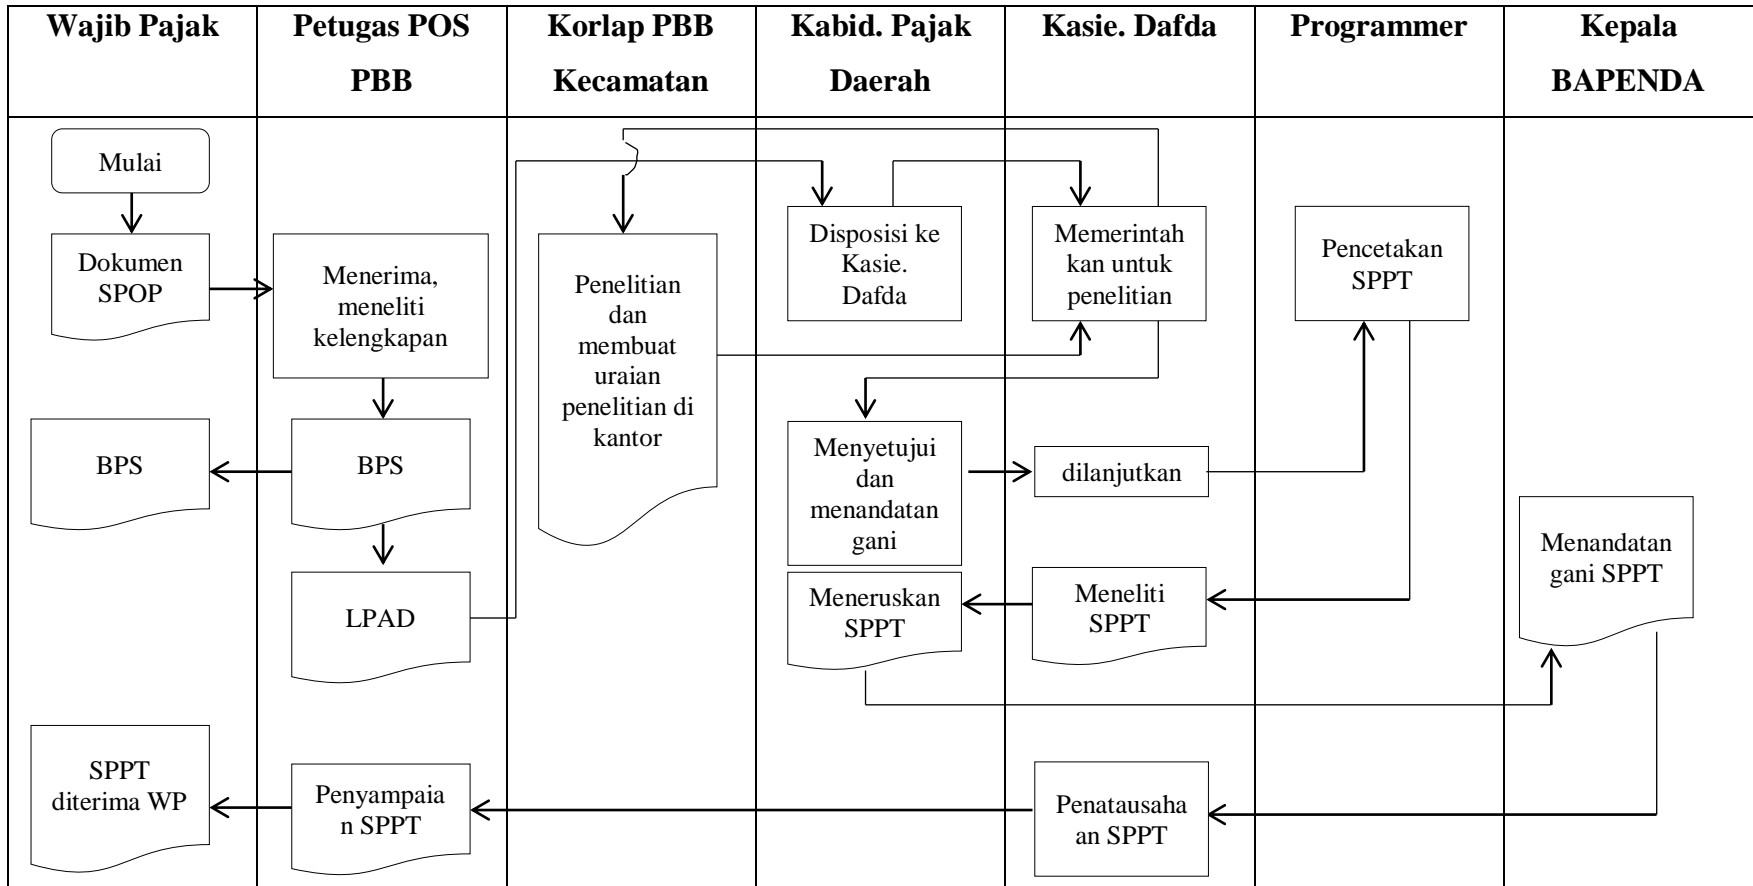 Wajib Pajak
Petugas POS
PBB
Korlap PBB
Kecamatan
Kabid. Pajak
Daerah
Kasie. Dafda
Programmer
Kepala
BAPENDA
Mulai
Dokumen
SPOP
Menerima,
meneliti
kelengkapan
Penelitian
dan
membuat
uraian
penelitian di
kantor
Disposisi ke
Kasie.
Dafda
Memerintah
kan untuk
penelitian
Pencetakan
SPPT
BPS
BPS
Menyetujui
dan
menandatan
gani
dilanjutkan
Menandatan
gani SPPT
LPAD
Meneruskan
SPPT
Meneliti
SPPT
SPPT
diterima WP
Penyampaia
n SPPT
Penatausaha
an SPPT